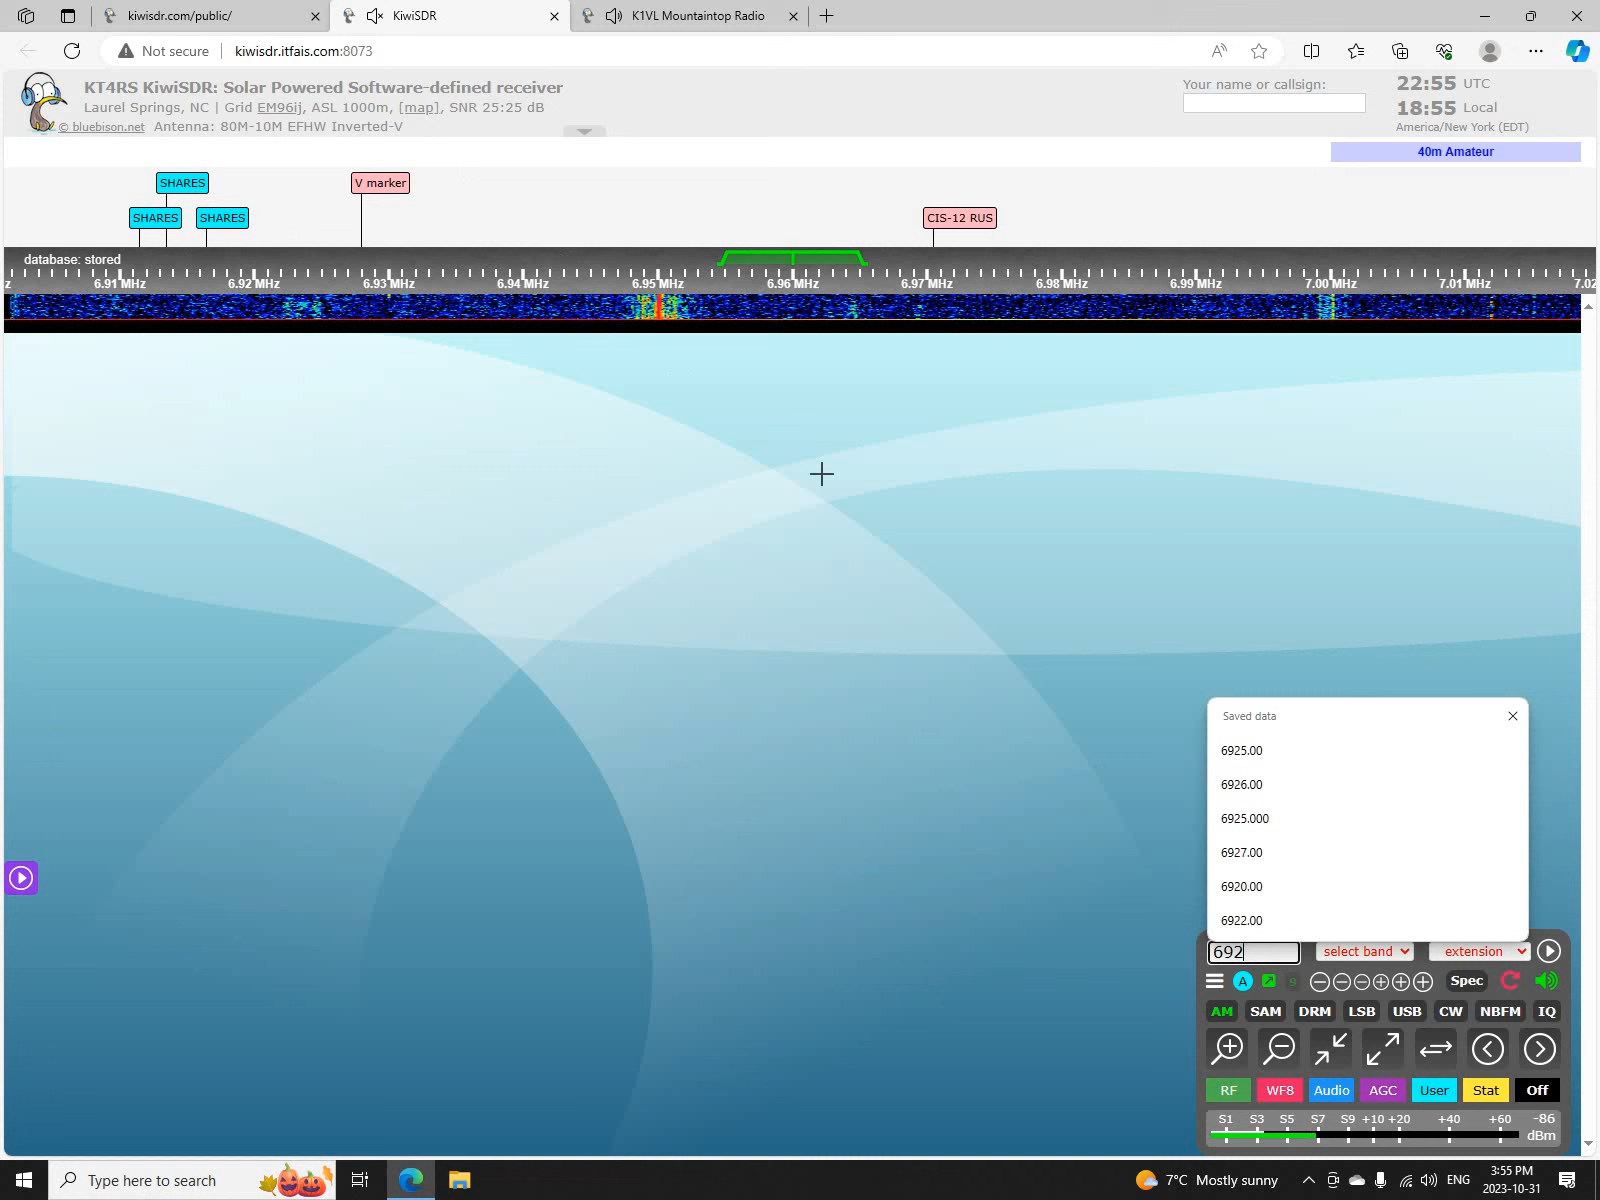 kiwisdr.com/public/
KiwiSDR
K1VL Mountaintop Radio
Not secure
kiwisdr.itfais.com:8073
KT4RS KiwiSDR: Solar Powered Software-defined receiver
Laurel Springs, NC | Grid EM96ij, ASL 1000m, [map], SNR 25:25 dB
© bluebison.net Antenna: 80M-10M EFHW Inverted-V
Your name or callsign:
22:55 UTC
18:55 Local
America/New York (EDT)
40m Amateur
SHARES
V marker
SHARES
SHARES
CIS-12 RUS
database: stored
z 6.91 MHz 6.92 MHz 6.93 MHz 6.94 MHz 6.95 MHz 6.96 MHz 6.97 MHz 6.98 MHz 6.99 MHz 7.00 MHz 7.01 MHz 7.02
Saved data
6925.00
6926.00
6925.000
6927.00
6920.00
6922.00
692 select band extension
A 9 Spec
AM SAM DRM LSB USB CW NBFM IQ
RF WF8 Audio AGC User Stat Off
S1 S3 S5 S7 S9 +10 +20 +40 +60 -86
dBm
Type here to search
7°C Mostly sunny
ENG
3:55 PM
2023-10-31